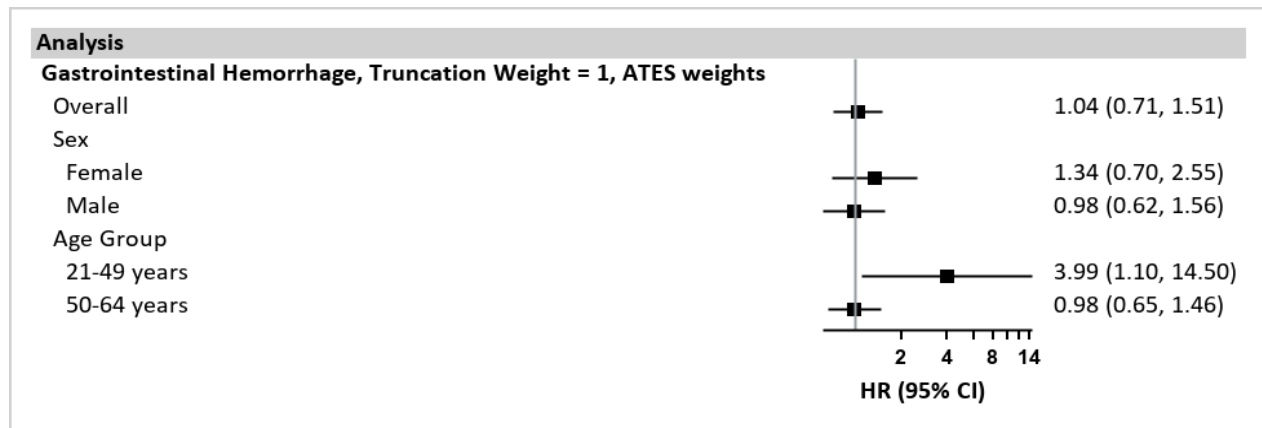 Analysis
Gastrointestinal Hemorrhage, Truncation Weight = 1, ATES weights
Overall 1.04 (0.71, 1.51)
Sex
Female 1.34 (0.70, 2.55)
Male 0.98 (0.62, 1.56)
Age Group
21-49 years 3.99 (1.10, 14.50)
50-64 years 0.98 (0.65, 1.46)
2 4 8 14
HR (95% CI)